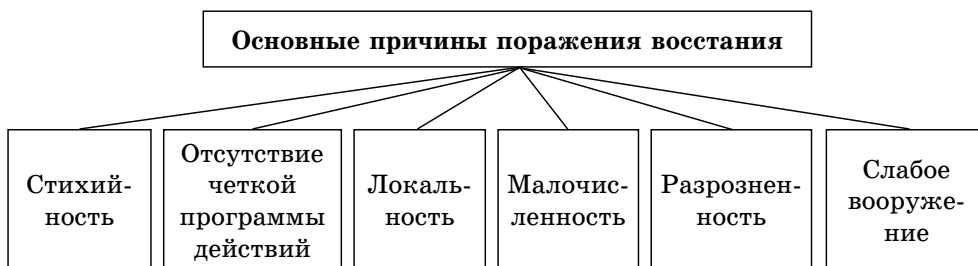 Основные причины поражения восстания
Стихий-
ность
Отсутствие
четкой
программы
действий
Локаль-
ность
Малочис-
ленность
Разрознен-
ность
Слабое
вооруже-
ние